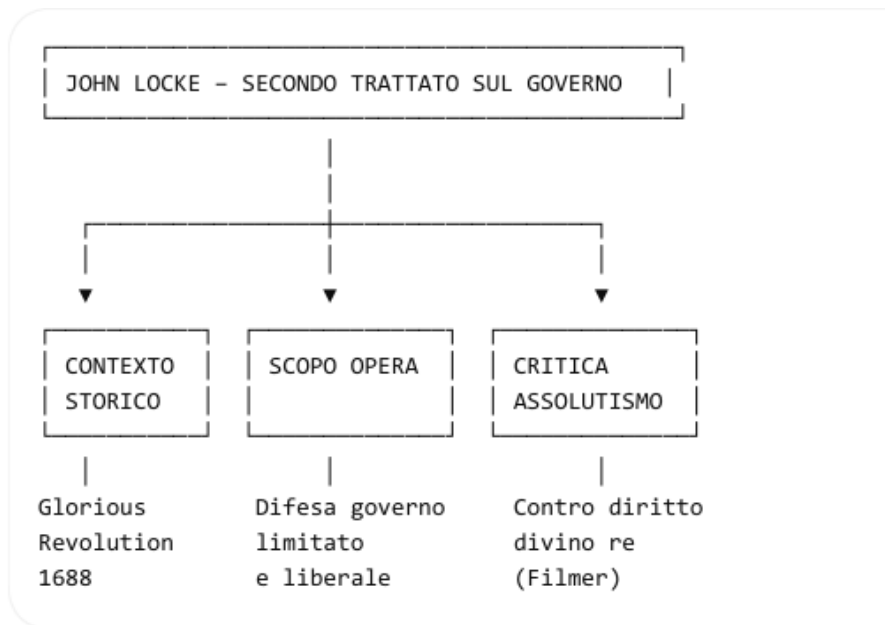 JOHN LOCKE – SECONDO TRATTATO SUL GOVERNO
CONTEXTO
STORICO
SCOPO OPERA
CRITICA
ASSOLUTISMO
Glorious
Revolution
1688
Difesa governo
limitato
e liberale
Contro diritto
divino re
(Filmer)